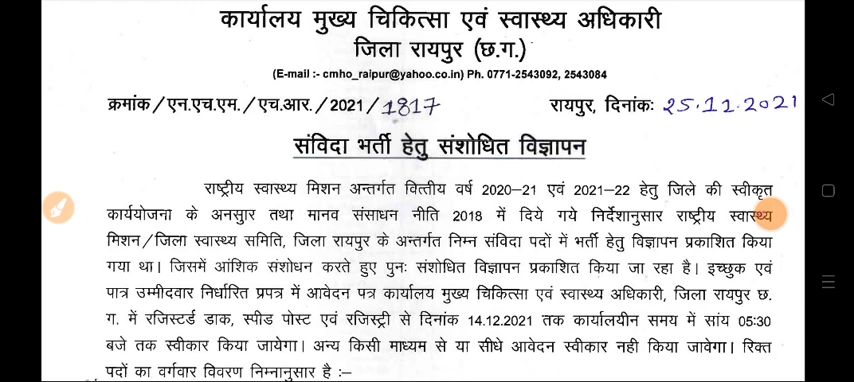 कार्यालय मुख्य चिकित्सा एवं स्वास्थ्य अधिकारी
जिला रायपुर (छ.ग.)
(E-mail :- cmho_raipur@yahoo.co.in) Ph. 0771-2543092, 2543084
क्रमांक/एन.एच.एम./एच.आर./2021/1817 रायपुर, दिनांक: 25.11.2021
संविदा भर्ती हेतु संशोधित विज्ञापन
राष्ट्रीय स्वास्थ्य मिशन अन्तर्गत वित्तीय वर्ष 2020-21 एवं 2021-22 हेतु जिले की स्वीकृत
कार्ययोजना के अनसुार तथा मानव संसाधन नीति 2018 में दिये गये निर्देशानुसार राष्ट्रीय स्वास्थ्य
मिशन/जिला स्वास्थ्य समिति, जिला रायपुर के अन्तर्गत निम्न संविदा पदों में भर्ती हेतु विज्ञापन प्रकाशित किया
गया था। जिसमें आंशिक संशोधन करते हुए पुनः संशोधित विज्ञापन प्रकाशित किया जा रहा है। इच्छुक एवं
पात्र उम्मीदवार निर्धारित प्रपत्र में आवेदन पत्र कार्यालय मुख्य चिकित्सा एवं स्वास्थ्य अधिकारी, जिला रायपुर छ.
ग. में रजिस्टर्ड डाक, स्पीड पोस्ट एवं रजिस्ट्री से दिनांक 14.12.2021 तक कार्यालयीन समय में सांय 05:30
बजे तक स्वीकार किया जायेगा। अन्य किसी माध्यम से या सीधे आवेदन स्वीकार नही किया जावेगा। रिक्त
पदों का वर्गवार विवरण निम्नानुसार है :–